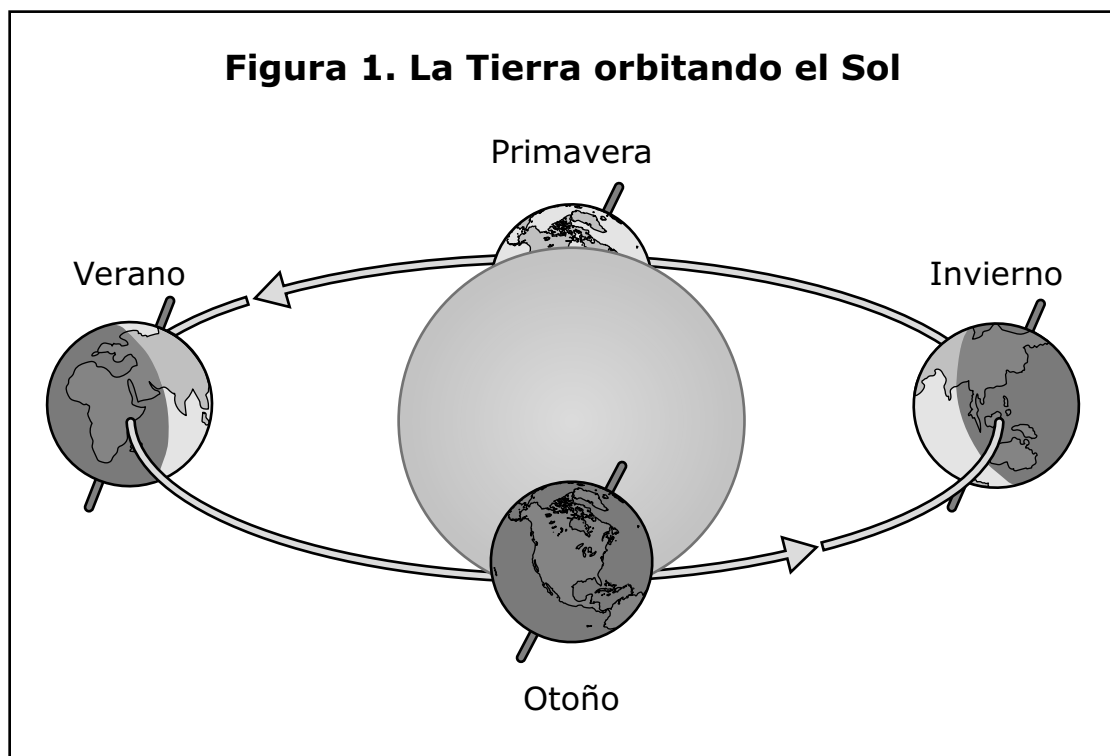 Figura 1. La Tierra orbitando el Sol
Primavera
Verano
Invierno
Otoño